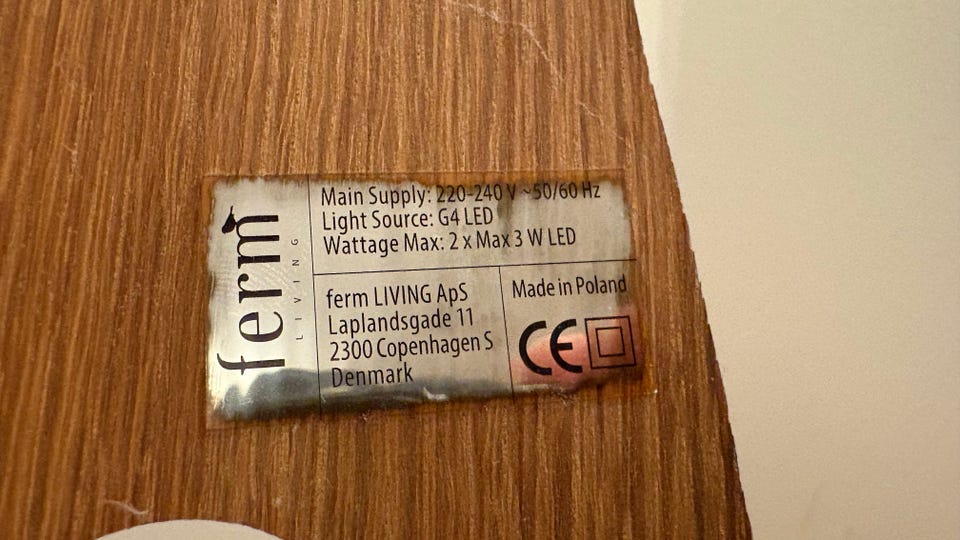 ferm
LIVING
Main Supply: 220-240 V ~50/60 Hz
Light Source: G4 LED
Wattage Max: 2 x Max 3 W LED
ferm LIVING ApS
Laplandsgade 11
2300 Copenhagen S
Denmark
Made in Poland
CE